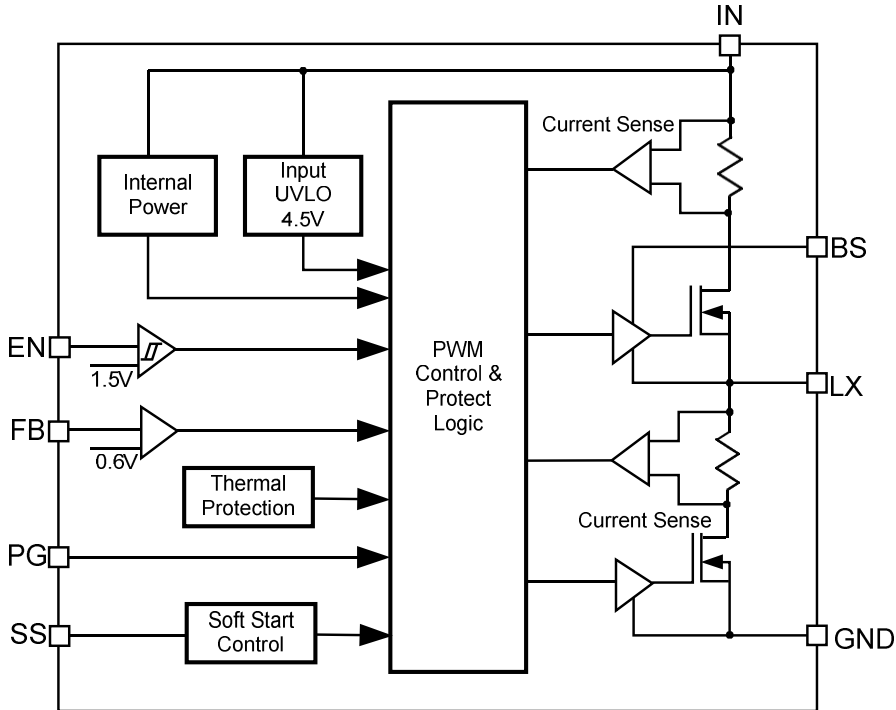 IN
Current Sense
Internal
Power
Input
UVLO
4.5V
BS
EN
1.5V
PWM
Control &
Protect
Logic
LX
FB
0.6V
Thermal
Protection
Current Sense
PG
SS
Soft Start
Control
GND